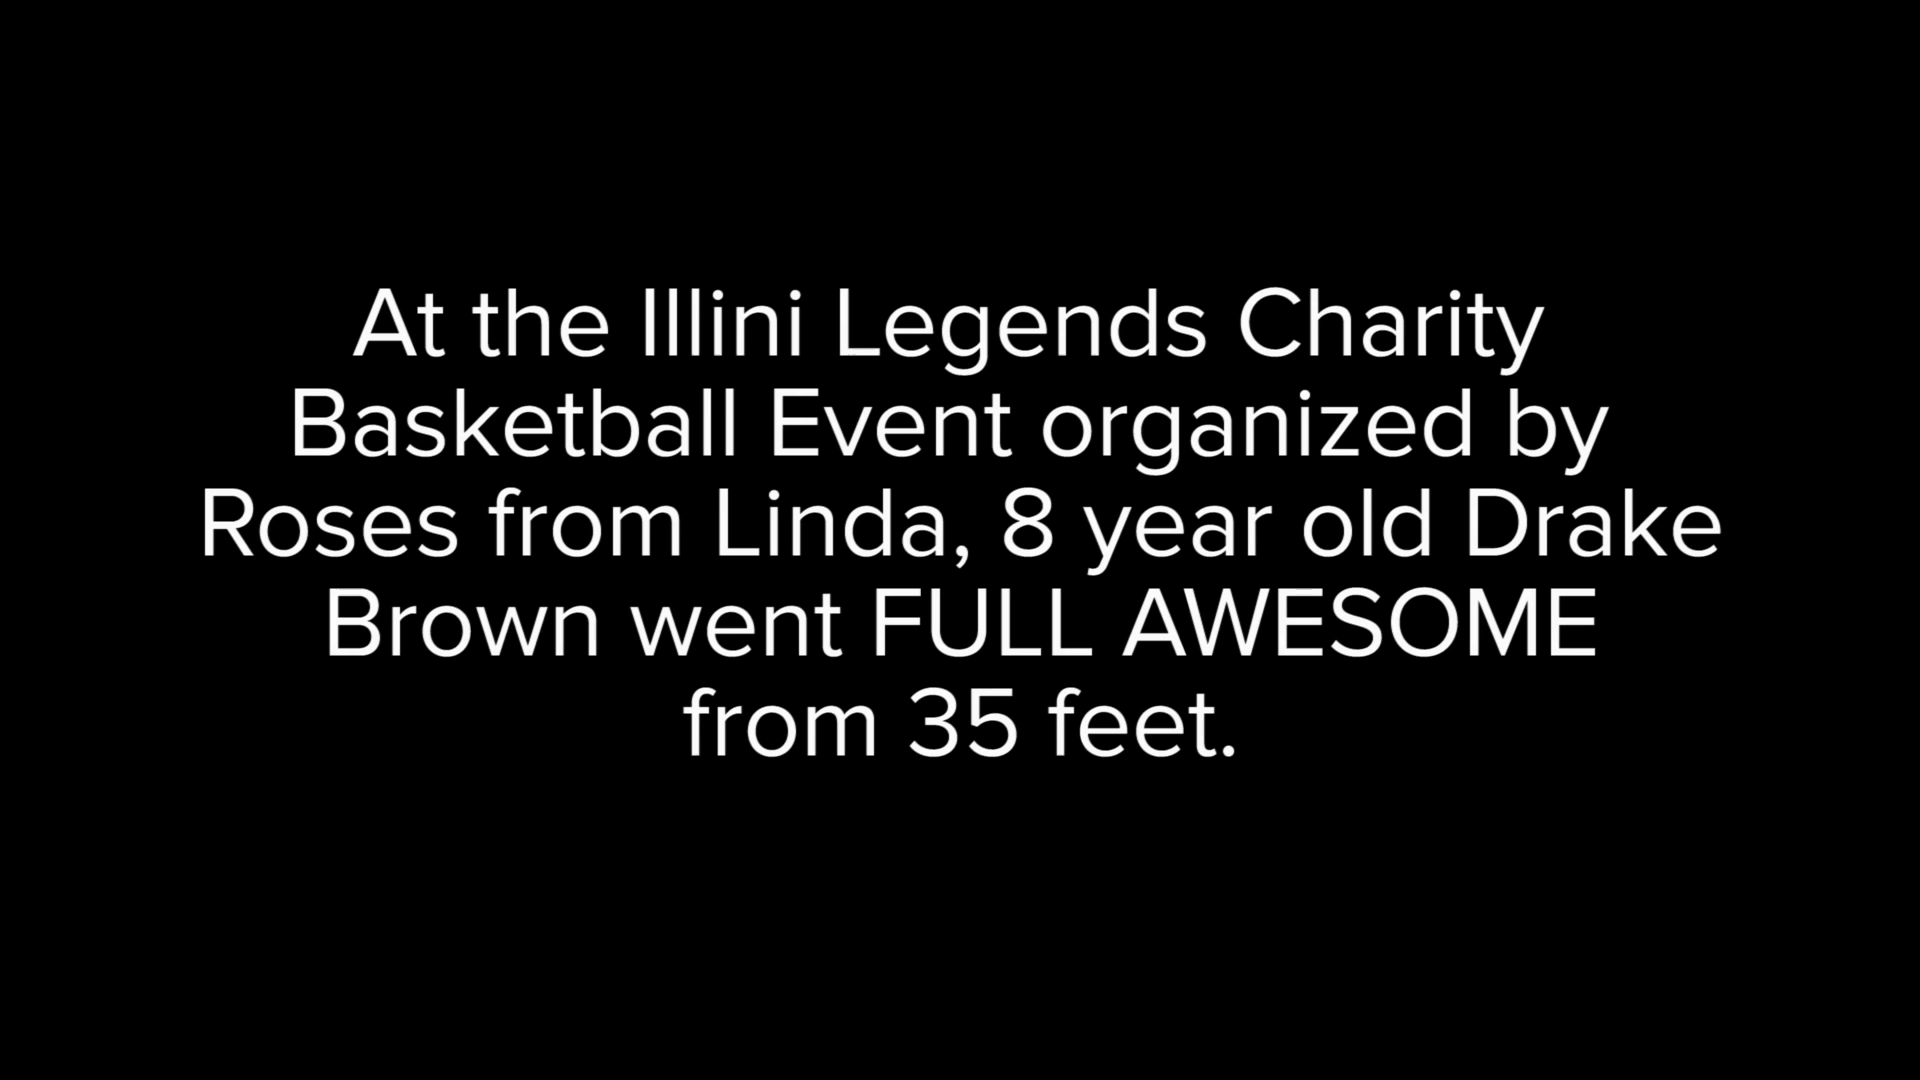 At the Illini Legends Charity
Basketball Event organized by
Roses from Linda, 8 year old Drake
Brown went FULL AWESOME
from 35 feet.